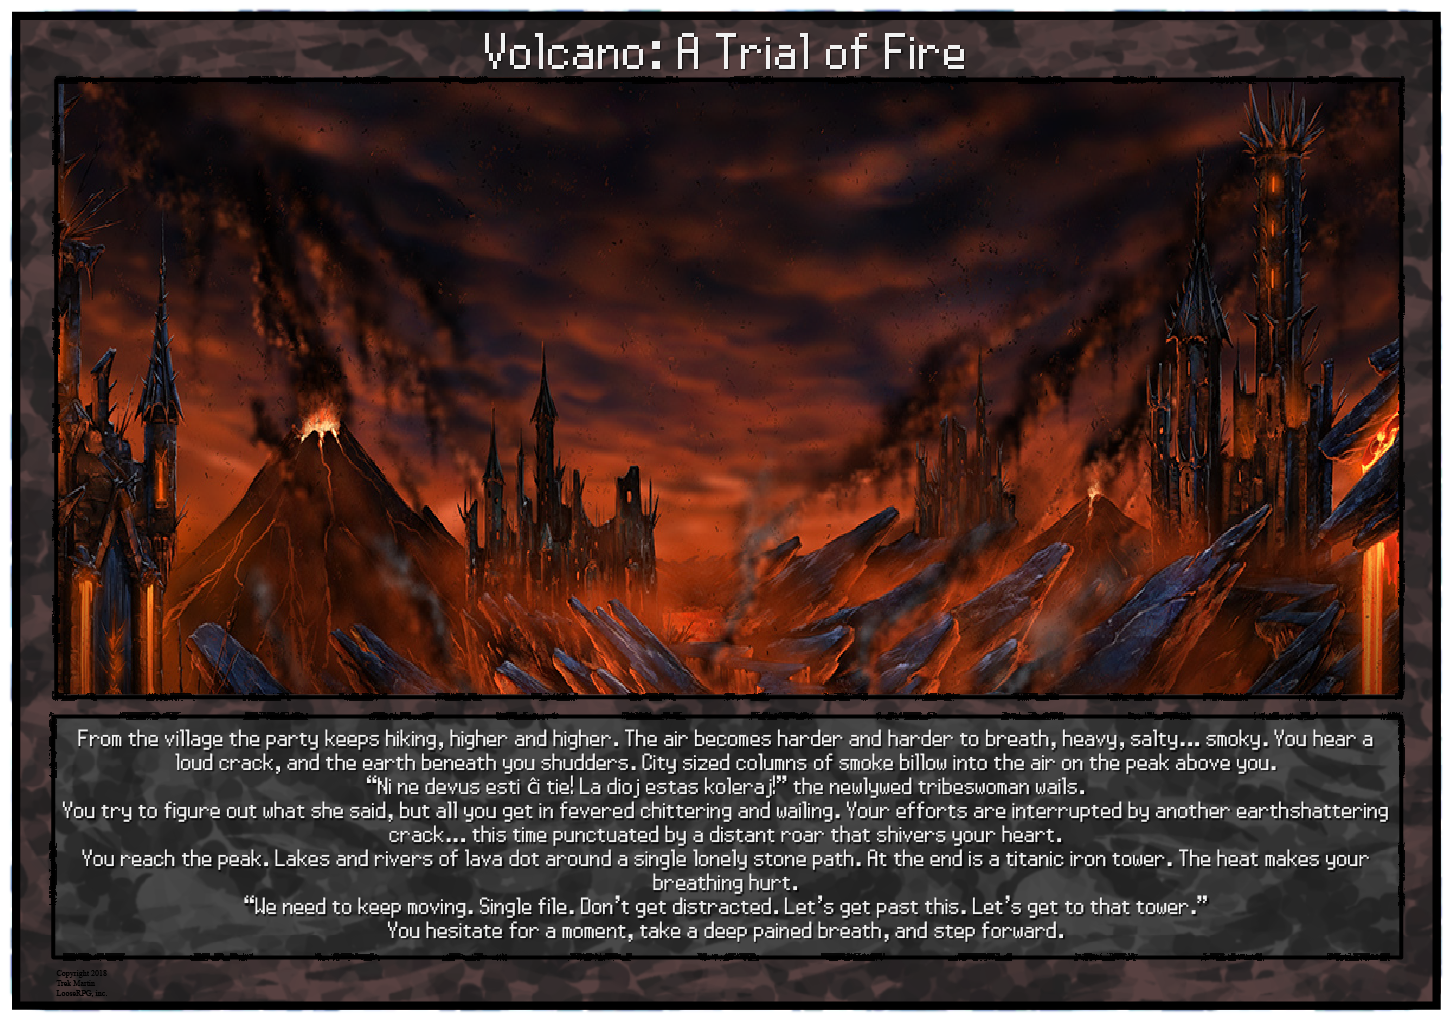 Volcano: A Trial of Fire
From the village the party keeps hiking, higher and higher. The air becomes harder and harder to breath, heavy, salty... smoky. You hear a
loud crack, and the earth beneath you shudders. City sized columns of smoke billow into the air on the peak above you.
“Ni ne devus esti ĉi tie! La dioj estas koleraj!” the newlywed tribeswoman wails.
You try to figure out what she said, but all you get in fevered chittering and wailing. Your efforts are interrupted by another earthshattering
crack... this time punctuated by a distant roar that shivers your heart.
You reach the peak. Lakes and rivers of lava dot around a single lonely stone path. At the end is a titanic iron tower. The heat makes your
breathing hurt.
“We need to keep moving. Single file. Don't get distracted. Let's get past this. Let's get to that tower.”
You hesitate for a moment, take a deep pained breath, and step forward.
Copyright 2018
Trak Martin
LooseRPG, inc.